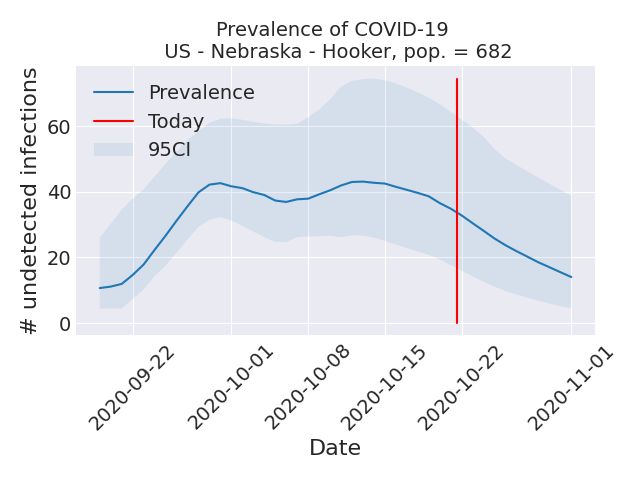 Prevalence of COVID-19
US - Nebraska - Hooker, pop. = 682
# undetected infections
60
40
20
0
Prevalence
Today
95CI
2020-09-22
2020-10-01
2020-10-08
2020-10-15
2020-10-22
2020-11-01
Date